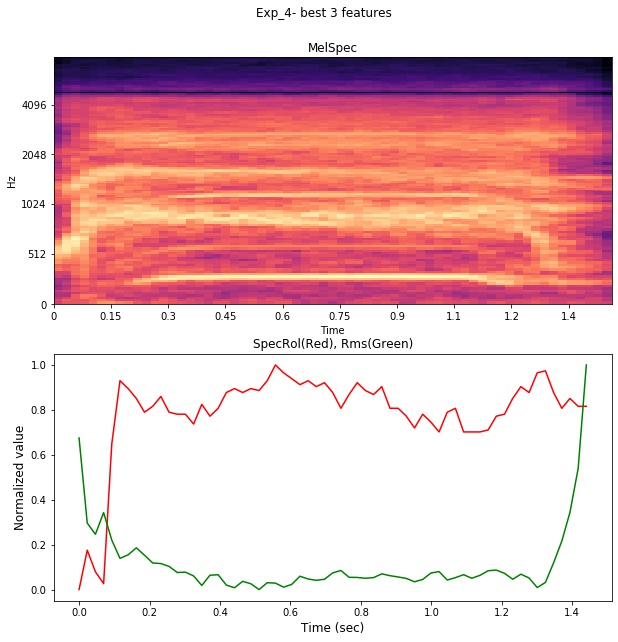 Exp_4- best 3 features
MelSpec
4096
2048
1024
512
0
Hz
0 0.15 0.3 0.45 0.6 0.75 0.9 1.1 1.2 1.4
Time
SpecRol(Red), Rms(Green)
1.0
0.8
0.6
0.4
0.2
0.0
Normalized value
0.0 0.2 0.4 0.6 0.8 1.0 1.2 1.4
Time (sec)